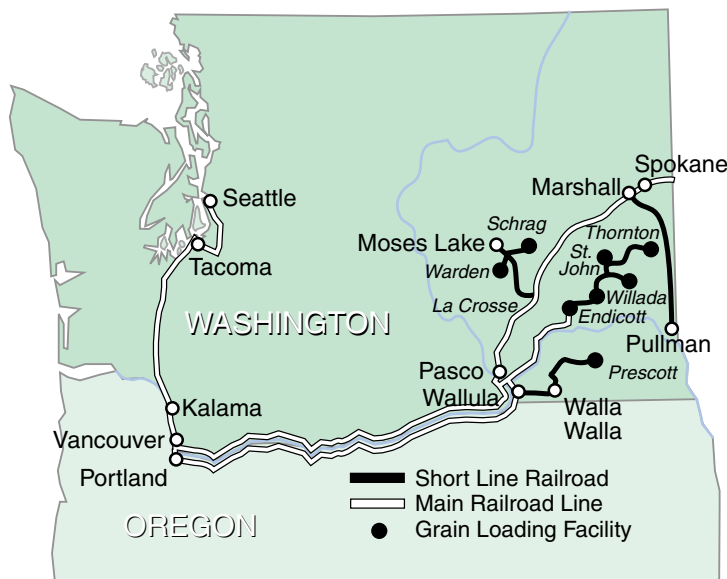 Spokane
Marshall
Seattle
Schrag
Thornton
Moses Lake
St.
John
Tacoma
Warden
La Crosse
Willada
WASHINGTON
Endicott
Pullman
Pasco
Prescott
Wallula
Kalama
Walla
Walla
Vancouver
Portland
Short Line Railroad
Main Railroad Line
OREGON
Grain Loading Facility